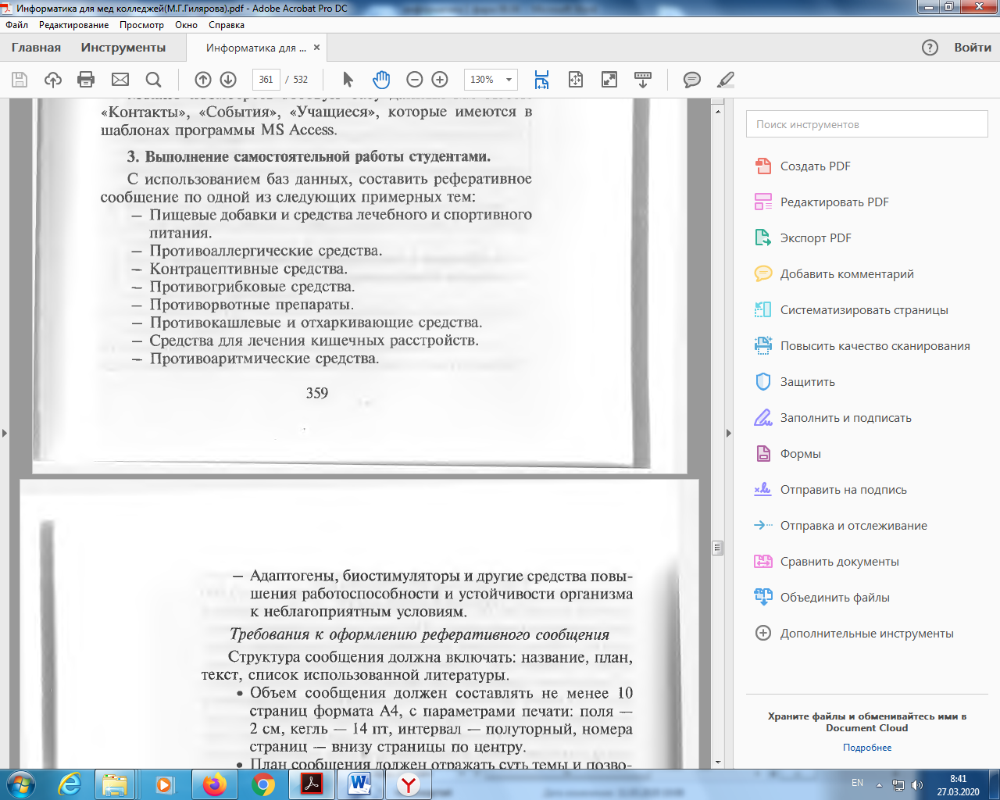 Информатика для мед колледжей(М.Г.Гилярова).pdf - Adobe Acrobat Pro DC
Файл Редактирование Просмотр Окно Справка
Главная Инструменты Информатика для ... × Войти
361 / 532 130%
«Контакты», «События», «Учащиеся», которые имеются в
шаблонах программы MS Access.
3. Выполнение самостоятельной работы студентами.
С использованием баз данных, составить реферативное
сообщение по одной из следующих примерных тем:
— Пищевые добавки и средства лечебного и спортивного
питания.
— Противоаллергические средства.
— Контрацептивные средства.
— Противогрибковые средства.
— Противорвотные препараты.
— Противокашлевые и отхаркивающие средства.
— Средства для лечения кишечных расстройств.
— Противоаритмические средства.
359
— Адаптогены, биостимуляторы и другие средства повы-
шения работоспособности и устойчивости организма
к неблагоприятным условиям.
Требования к оформлению реферативного сообщения
Структура сообщения должна включать: название, план,
текст, список использованной литературы.
• Объем сообщения должен составлять не менее 10
страниц формата А4, с параметрами печати: поля —
2 см, кегль — 14 пт, интервал — полуторный, номера
страниц — внизу страницы по центру.
• План сообщения должен отражать суть темы и позво-
Поиск инструментов
Создать PDF
Редактировать PDF
Экспорт PDF
Добавить комментарий
Систематизировать страницы
Повысить качество сканирования
Защитить
Заполнить и подписать
Формы
Отправить на подпись
Отправка и отслеживание
Сравнить документы
Объединить файлы
Дополнительные инструменты
Храните файлы и обменивайтесь ими в
Document Cloud
Подробнее
EN
8:41
27.03.2020